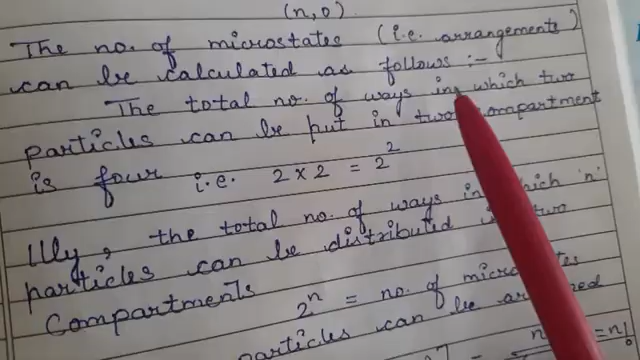 (n, 0).
The no. of microstates (i.e. arrangements)
can be calculated as follows :-
The total no. of ways in which two
particles can be put in two compartment
is four i.e. 2 × 2 = 2²
Illy, the total no. of ways in which 'n'
particles can be distributed in two
Compartments
2ⁿ = no. of microstates
particles can be
= n!